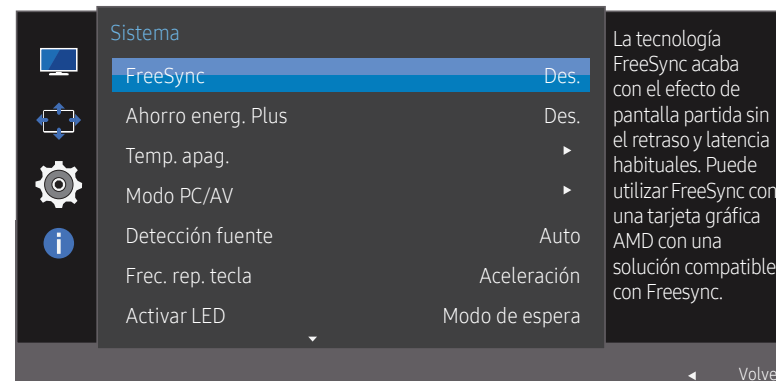 Sistema
FreeSync Des.
Ahorro energ. Plus Des.
Temp. apag.
Modo PC/AV
Detección fuente Auto
Frec. rep. tecla Aceleración
Activar LED Modo de espera
La tecnología
FreeSync acaba
con el efecto de
pantalla partida sin
el retraso y latencia
habituales. Puede
utilizar FreeSync con
una tarjeta gráfica
AMD con una
solución compatible
con Freesync.
Volve